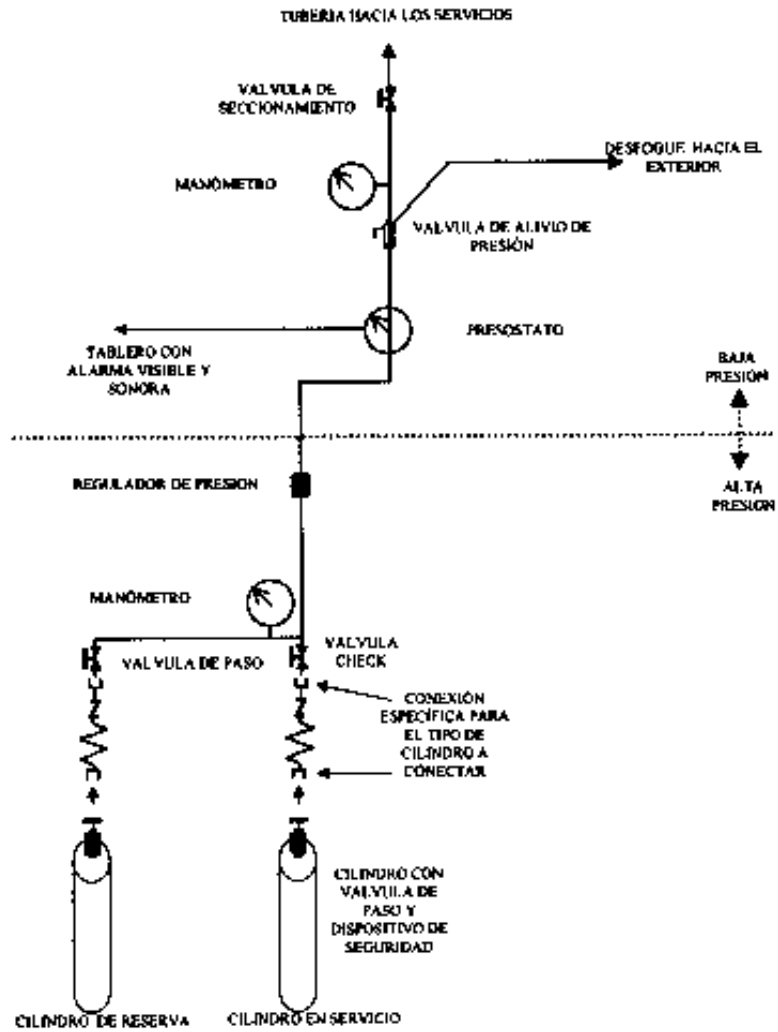 TUBERIA HACIA LOS SERVICIOS
VALVULA DE
SECCIONAMIENTO
DESFOGUE HACIA EL
EXTERIOR
MANÓMETRO
VALVULA DE ALIVIO DE
PRESIÓN
PRESOSTATO
TABLERO CON
ALARMA VISIBLE Y
SONORA
BAJA
PRESIÓN
REGULADOR DE PRESION
ALTA
PRESIÓN
MANÓMETRO
VALVULA DE PASO
VALVULA
CHECK
CONEXIÓN
ESPECÍFICA PARA
EL TIPO DE
CILINDRO A
CONECTAR
CILINDRO CON
VALVULA DE
PASO Y
DISPOSITIVO DE
SEGURIDAD
CILINDRO DE RESERVA
CILINDRO EN SERVICIO